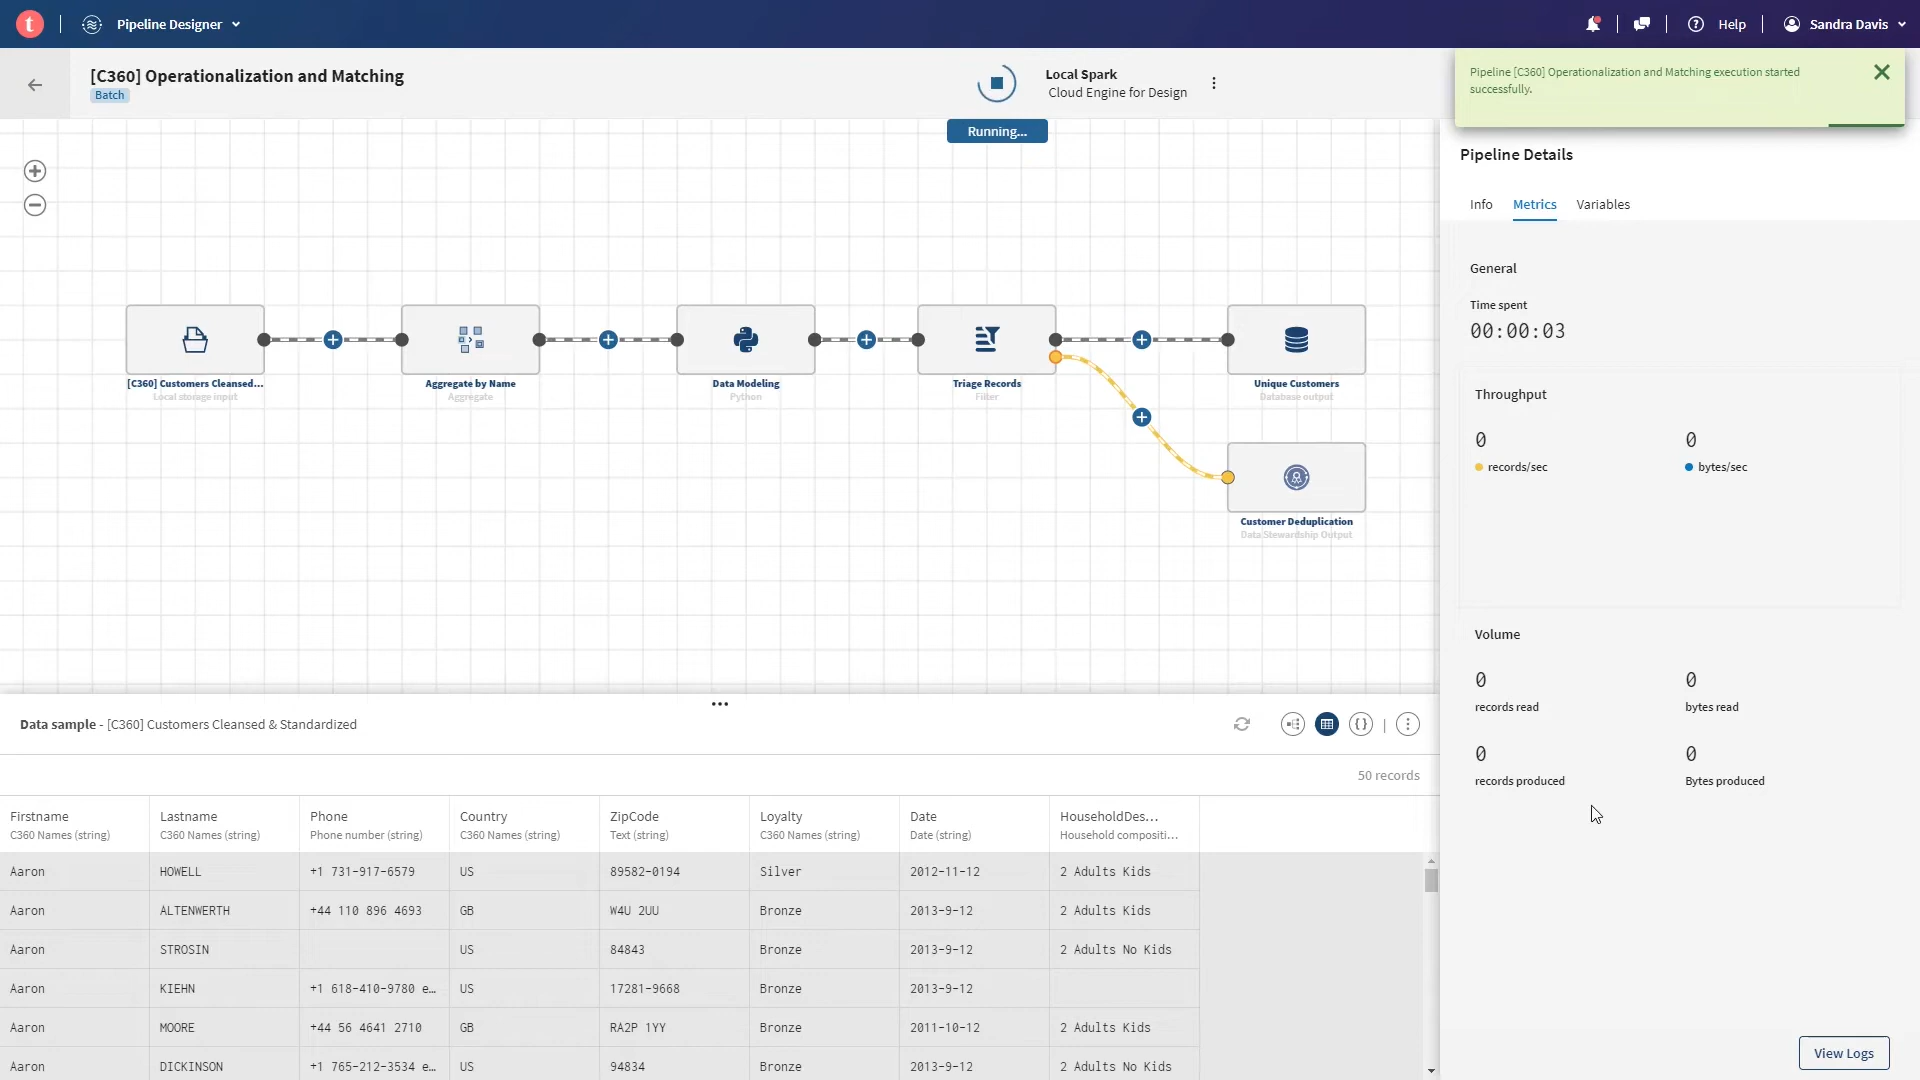 t
Pipeline Designer
Help
Sandra Davis
[C360] Operationalization and Matching
Batch
Local Spark
Cloud Engine for Design
Running...
Pipeline [C360] Operationalization and Matching execution started
successfully.
[C360] Customers Cleansed...
Local storage input
Aggregate by Name
Aggregate
Data Modeling
Python
Triage Records
Filter
Unique Customers
Database output
Customer Deduplication
Data Stewardship Output
Pipeline Details
Info Metrics Variables
General
Time spent
00:00:03
Throughput
0 0
records/sec bytes/sec
Volume
0 0
records read bytes read
0 0
records produced Bytes produced
View Logs
Data sample - [C360] Customers Cleansed & Standardized
50 records
Firstname Lastname Phone Country ZipCode Loyalty Date HouseholdDes...
C360 Names (string) C360 Names (string) Phone number (string) C360 Names (string) Text (string) C360 Names (string) Date (string) Household compositi...
Aaron HOWELL +1 731-917-6579 US 89582-0194 Silver 2012-11-12 2 Adults Kids
Aaron ALTENWERTH +44 110 896 4693 GB W4U 2UU Bronze 2013-9-12 2 Adults Kids
Aaron STROSIN US 84843 Bronze 2013-9-12 2 Adults No Kids
Aaron KIEHN +1 618-410-9780 e... US 17281-9668 Bronze 2013-9-12
Aaron MOORE +44 56 4641 2710 GB RA2P 1YY Bronze 2011-10-12 2 Adults Kids
Aaron DICKINSON +1 765-212-3534 e... US 94834 Bronze 2013-9-12 2 Adults No Kids